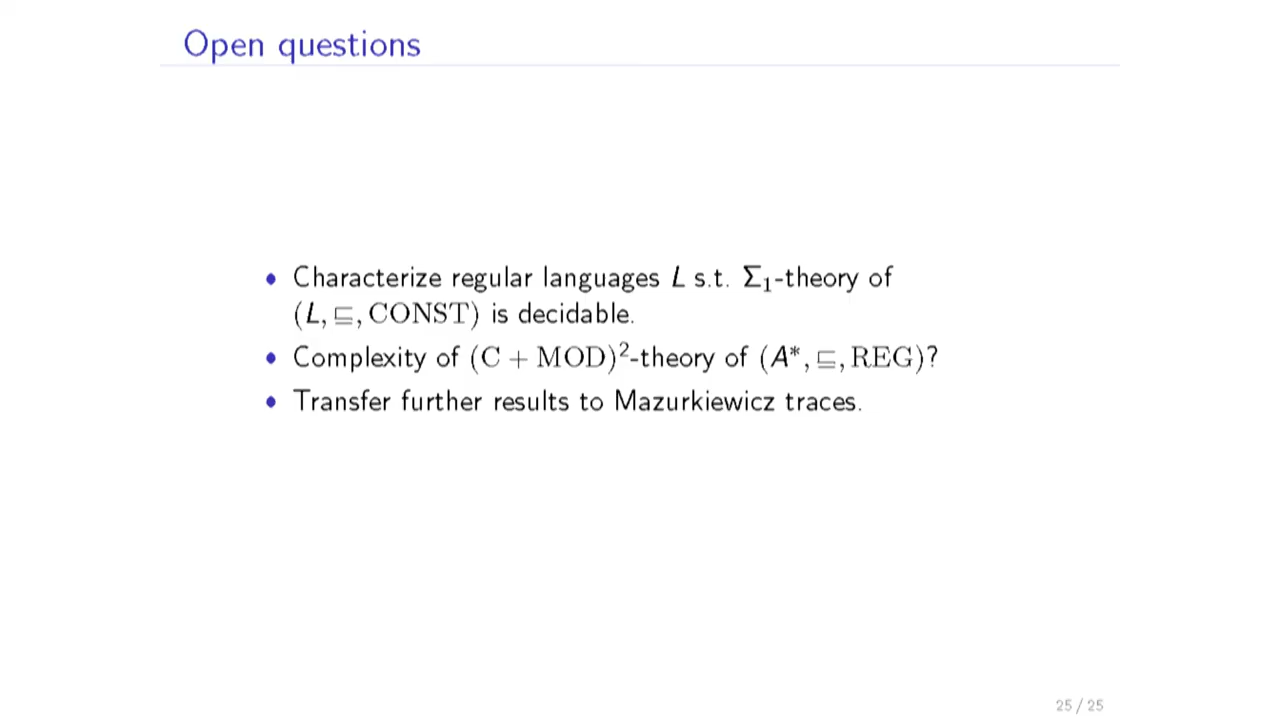 Open questions
• Characterize regular languages L s.t. Σ₁-theory of
(L, ⊑, CONST) is decidable.
• Complexity of (C + MOD)²-theory of (A*, ⊑, REG)?
• Transfer further results to Mazurkiewicz traces.
25 / 25